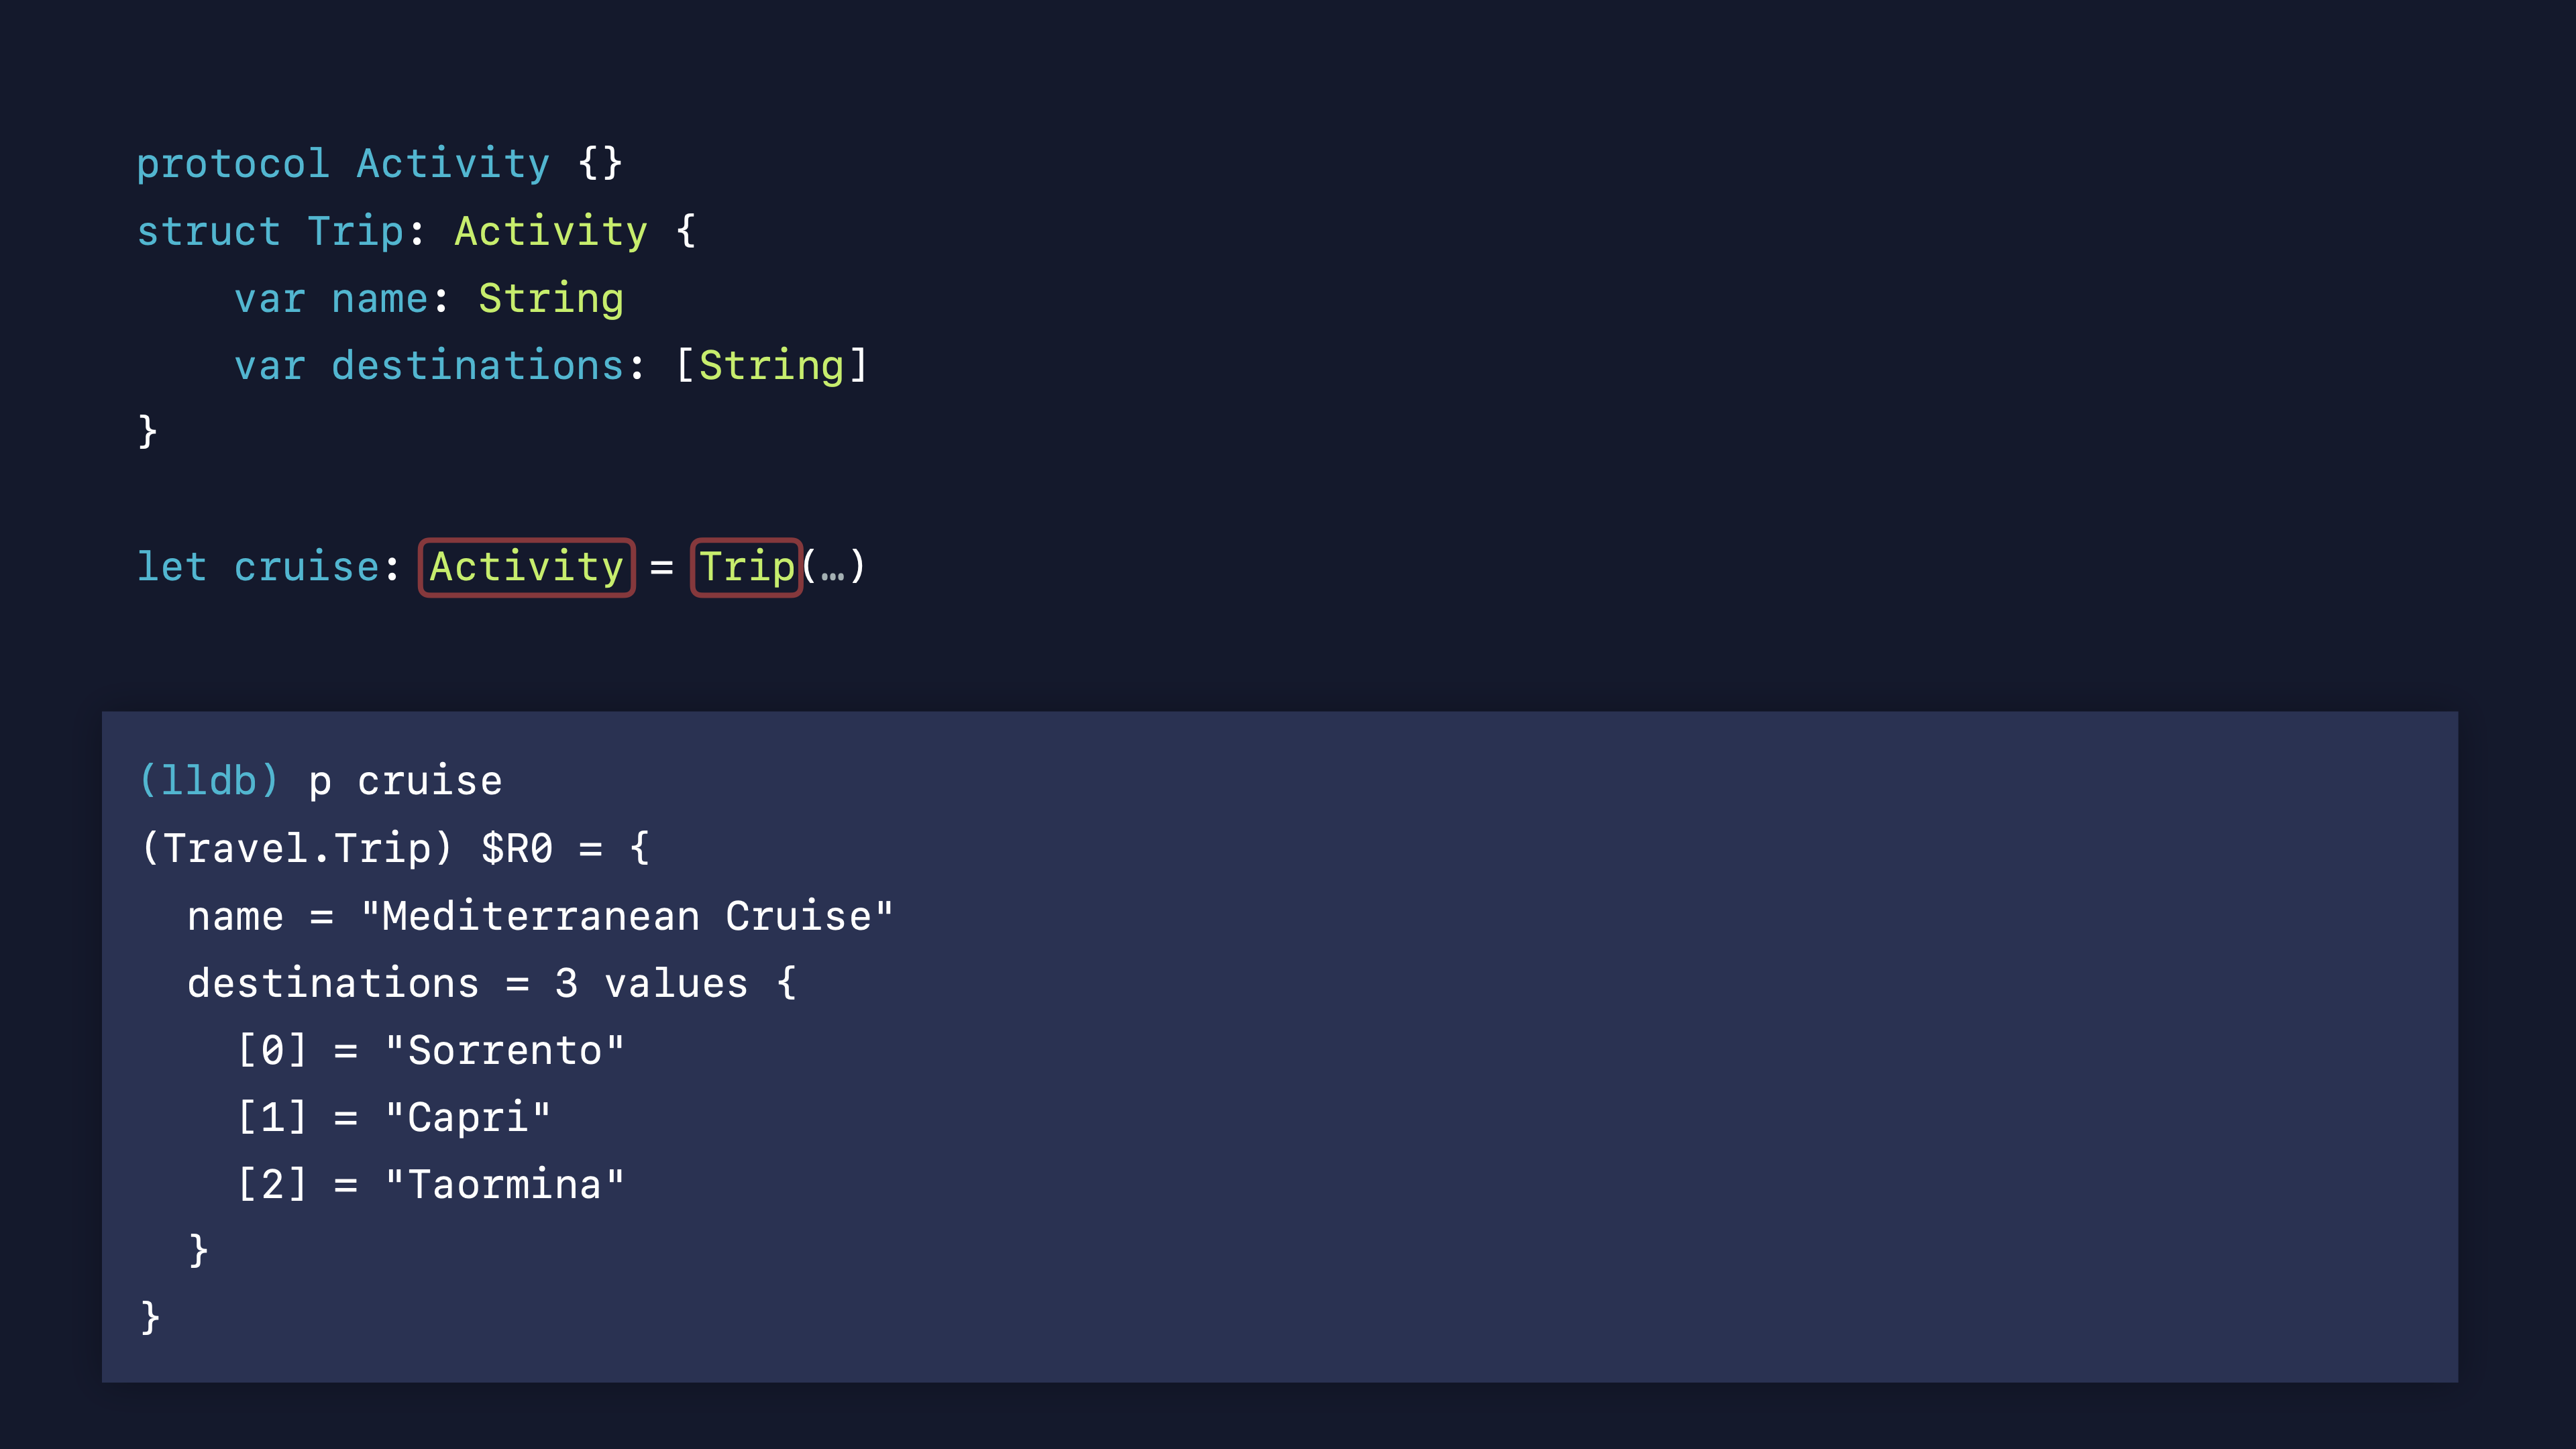 protocol Activity {}
struct Trip: Activity {
    var name: String
    var destinations: [String]
}
let cruise: Activity = Trip(…)
(lldb) p cruise
(Travel.Trip) $R0 = {
  name = "Mediterranean Cruise"
  destinations = 3 values {
    [0] = "Sorrento"
    [1] = "Capri"
    [2] = "Taormina"
  }
}